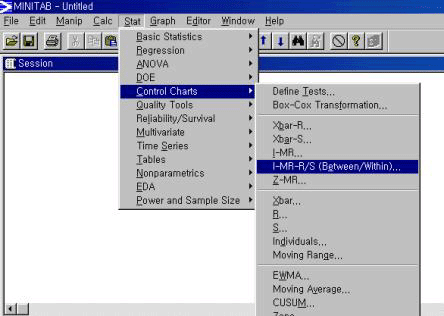 MINITAB - Untitled
File Edit Manip Calc Stat Graph Editor Window Help
Session
Basic Statistics
Regression
ANOVA
DOE
Control Charts
Quality Tools
Reliability/Survival
Multivariate
Time Series
Tables
Nonparametrics
EDA
Power and Sample Size
Define Tests...
Box-Cox Transformation...
Xbar-R...
Xbar-S...
I-MR...
I-MR-R/S (Between/Within)...
Z-MR...
Xbar...
R...
S...
Individuals...
Moving Range...
EWMA...
Moving Average...
CUSUM...
Zone...